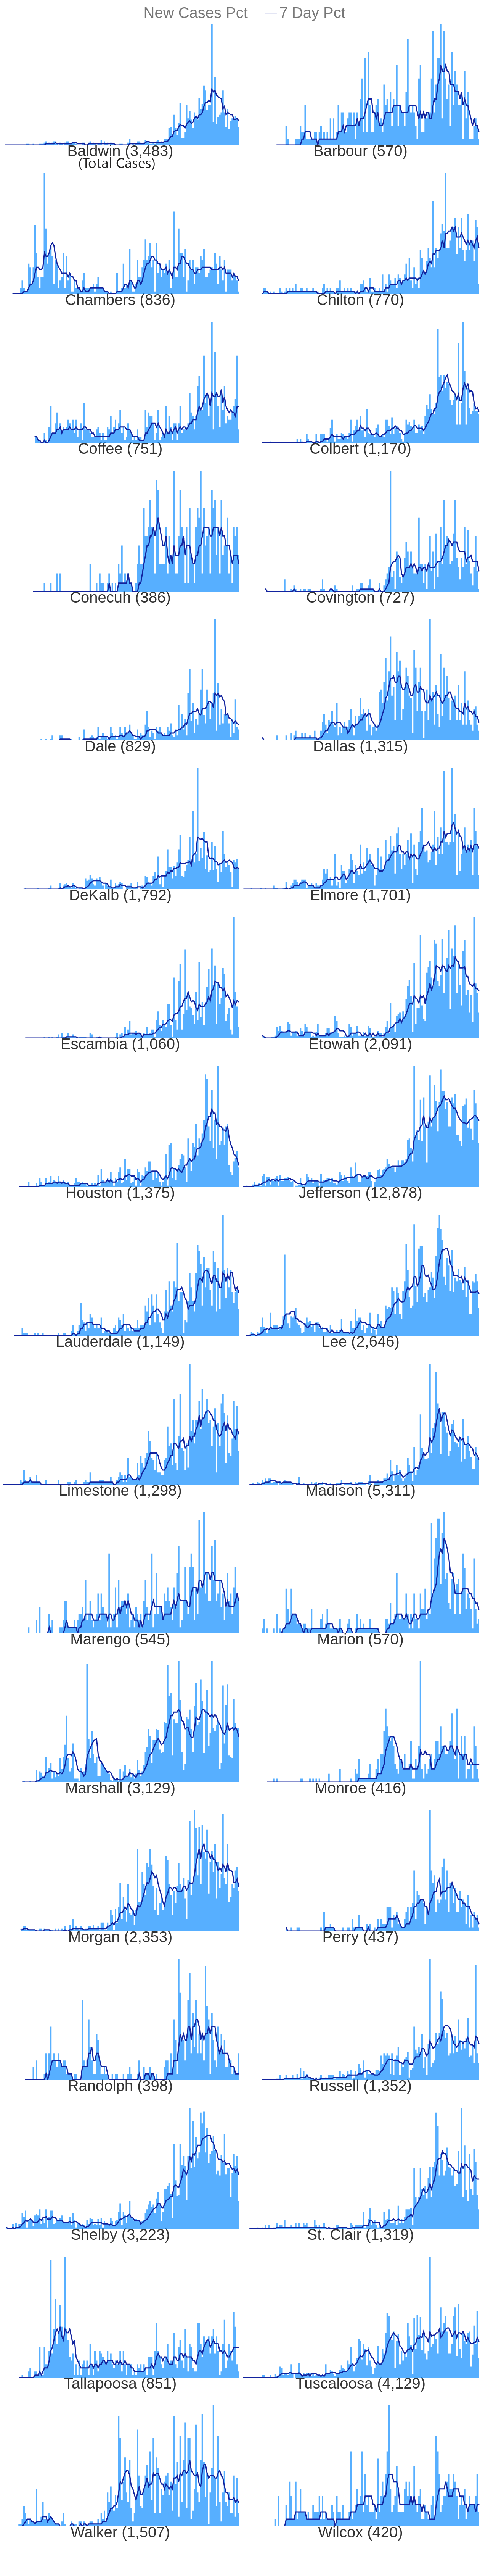 New Cases Pct 7 Day Pct
Baldwin (3,483) Barbour (570)
(Total Cases)
Chambers (836) Chilton (770)
Coffee (751) Colbert (1,170)
Conecuh (386) Covington (727)
Dale (829) Dallas (1,315)
DeKalb (1,792) Elmore (1,701)
Escambia (1,060) Etowah (2,091)
Houston (1,375) Jefferson (12,878)
Lauderdale (1,149) Lee (2,646)
Limestone (1,298) Madison (5,311)
Marengo (545) Marion (570)
Marshall (3,129) Monroe (416)
Morgan (2,353) Perry (437)
Randolph (398) Russell (1,352)
Shelby (3,223) St. Clair (1,319)
Tallapoosa (851) Tuscaloosa (4,129)
Walker (1,507) Wilcox (420)